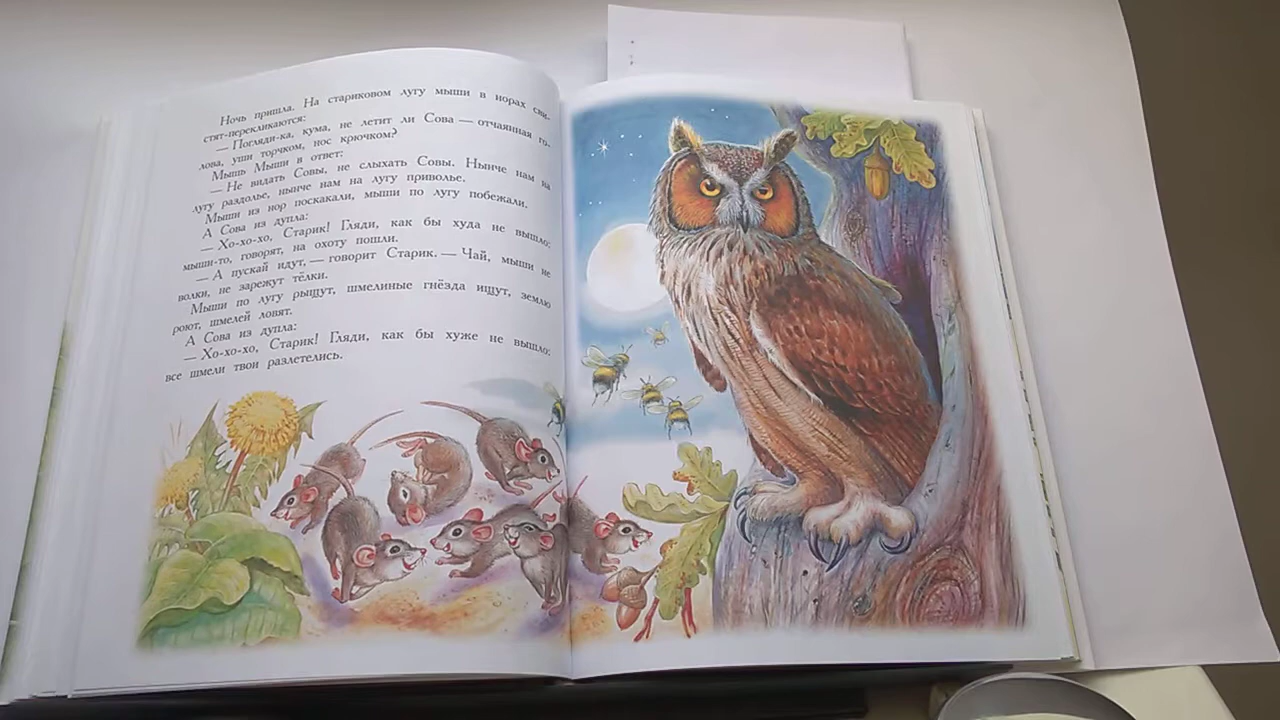 Ночь пришла. На стариковом лугу мыши в норах сви-
стят-перекликаются:
— Погляди-ка, кума, не летит ли Сова — отчаянная го-
лова, уши торчком, нос крючком?
Мышь Мыши в ответ:
— Не видать Совы, не слыхать Совы. Нынче нам на
лугу раздолье, нынче нам на лугу приволье.
Мыши из нор поскакали, мыши по лугу побежали.
А Сова из дупла:
— Хо-хо-хо, Старик! Гляди, как бы худа не вышло:
мыши-то, говорят, на охоту пошли.
— А пускай идут, — говорит Старик. — Чай, мыши не
волки, не зарежут тёлки.
Мыши по лугу рыщут, шмелиные гнёзда ищут, землю
роют, шмелей ловят.
А Сова из дупла:
— Хо-хо-хо, Старик! Гляди, как бы хуже не вышло:
все шмели твои разлетелись.